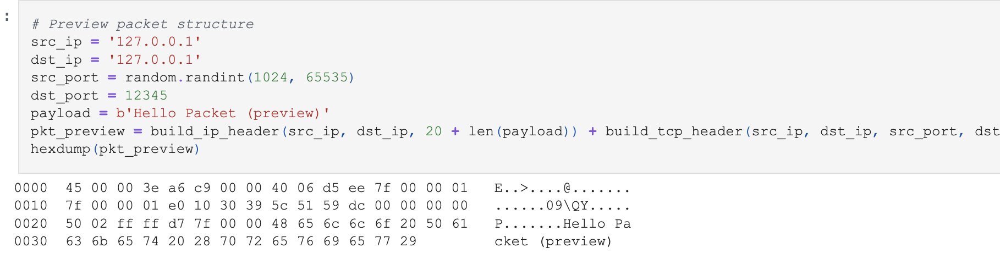 :
# Preview packet structure
src_ip = '127.0.0.1'
dst_ip = '127.0.0.1'
src_port = random.randint(1024, 65535)
dst_port = 12345
payload = b'Hello Packet (preview)'
pkt_preview = build_ip_header(src_ip, dst_ip, 20 + len(payload)) + build_tcp_header(src_ip, dst_ip, src_port, dst
hexdump(pkt_preview)
0000  45 00 00 3e a6 c9 00 00 40 06 d5 ee 7f 00 00 01   E..>....@.......
0010  7f 00 00 01 e0 10 30 39 5c 51 59 dc 00 00 00 00   ......09\QY.....
0020  50 02 ff ff d7 7f 00 00 48 65 6c 6c 6f 20 50 61   P.......Hello Pa
0030  63 6b 65 74 20 28 70 72 65 76 69 65 77 29         cket (preview)